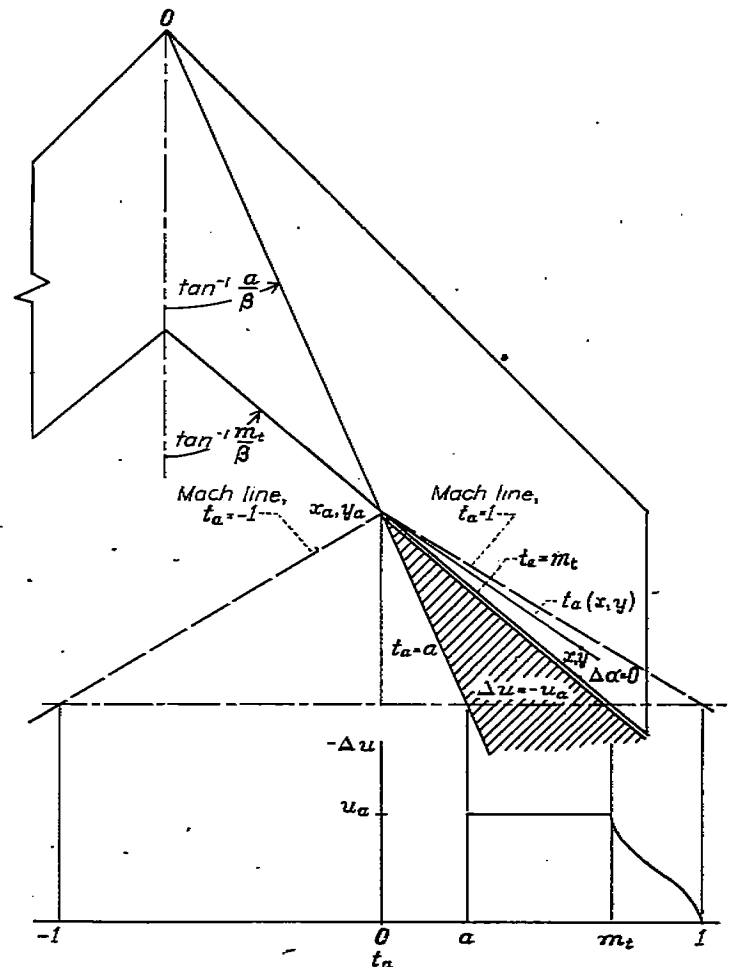 0
tan⁻¹ a/β
tan⁻¹ mₜ/β
Mach line,
tₐ=-1
xₐ, yₐ
Mach line,
tₐ=1
tₐ=mₜ
tₐ(x, y)
tₐ=a
x,y
Δα=0
Δu=-uₐ
-Δu
uₐ
-1 0 a mₜ 1
tₐ